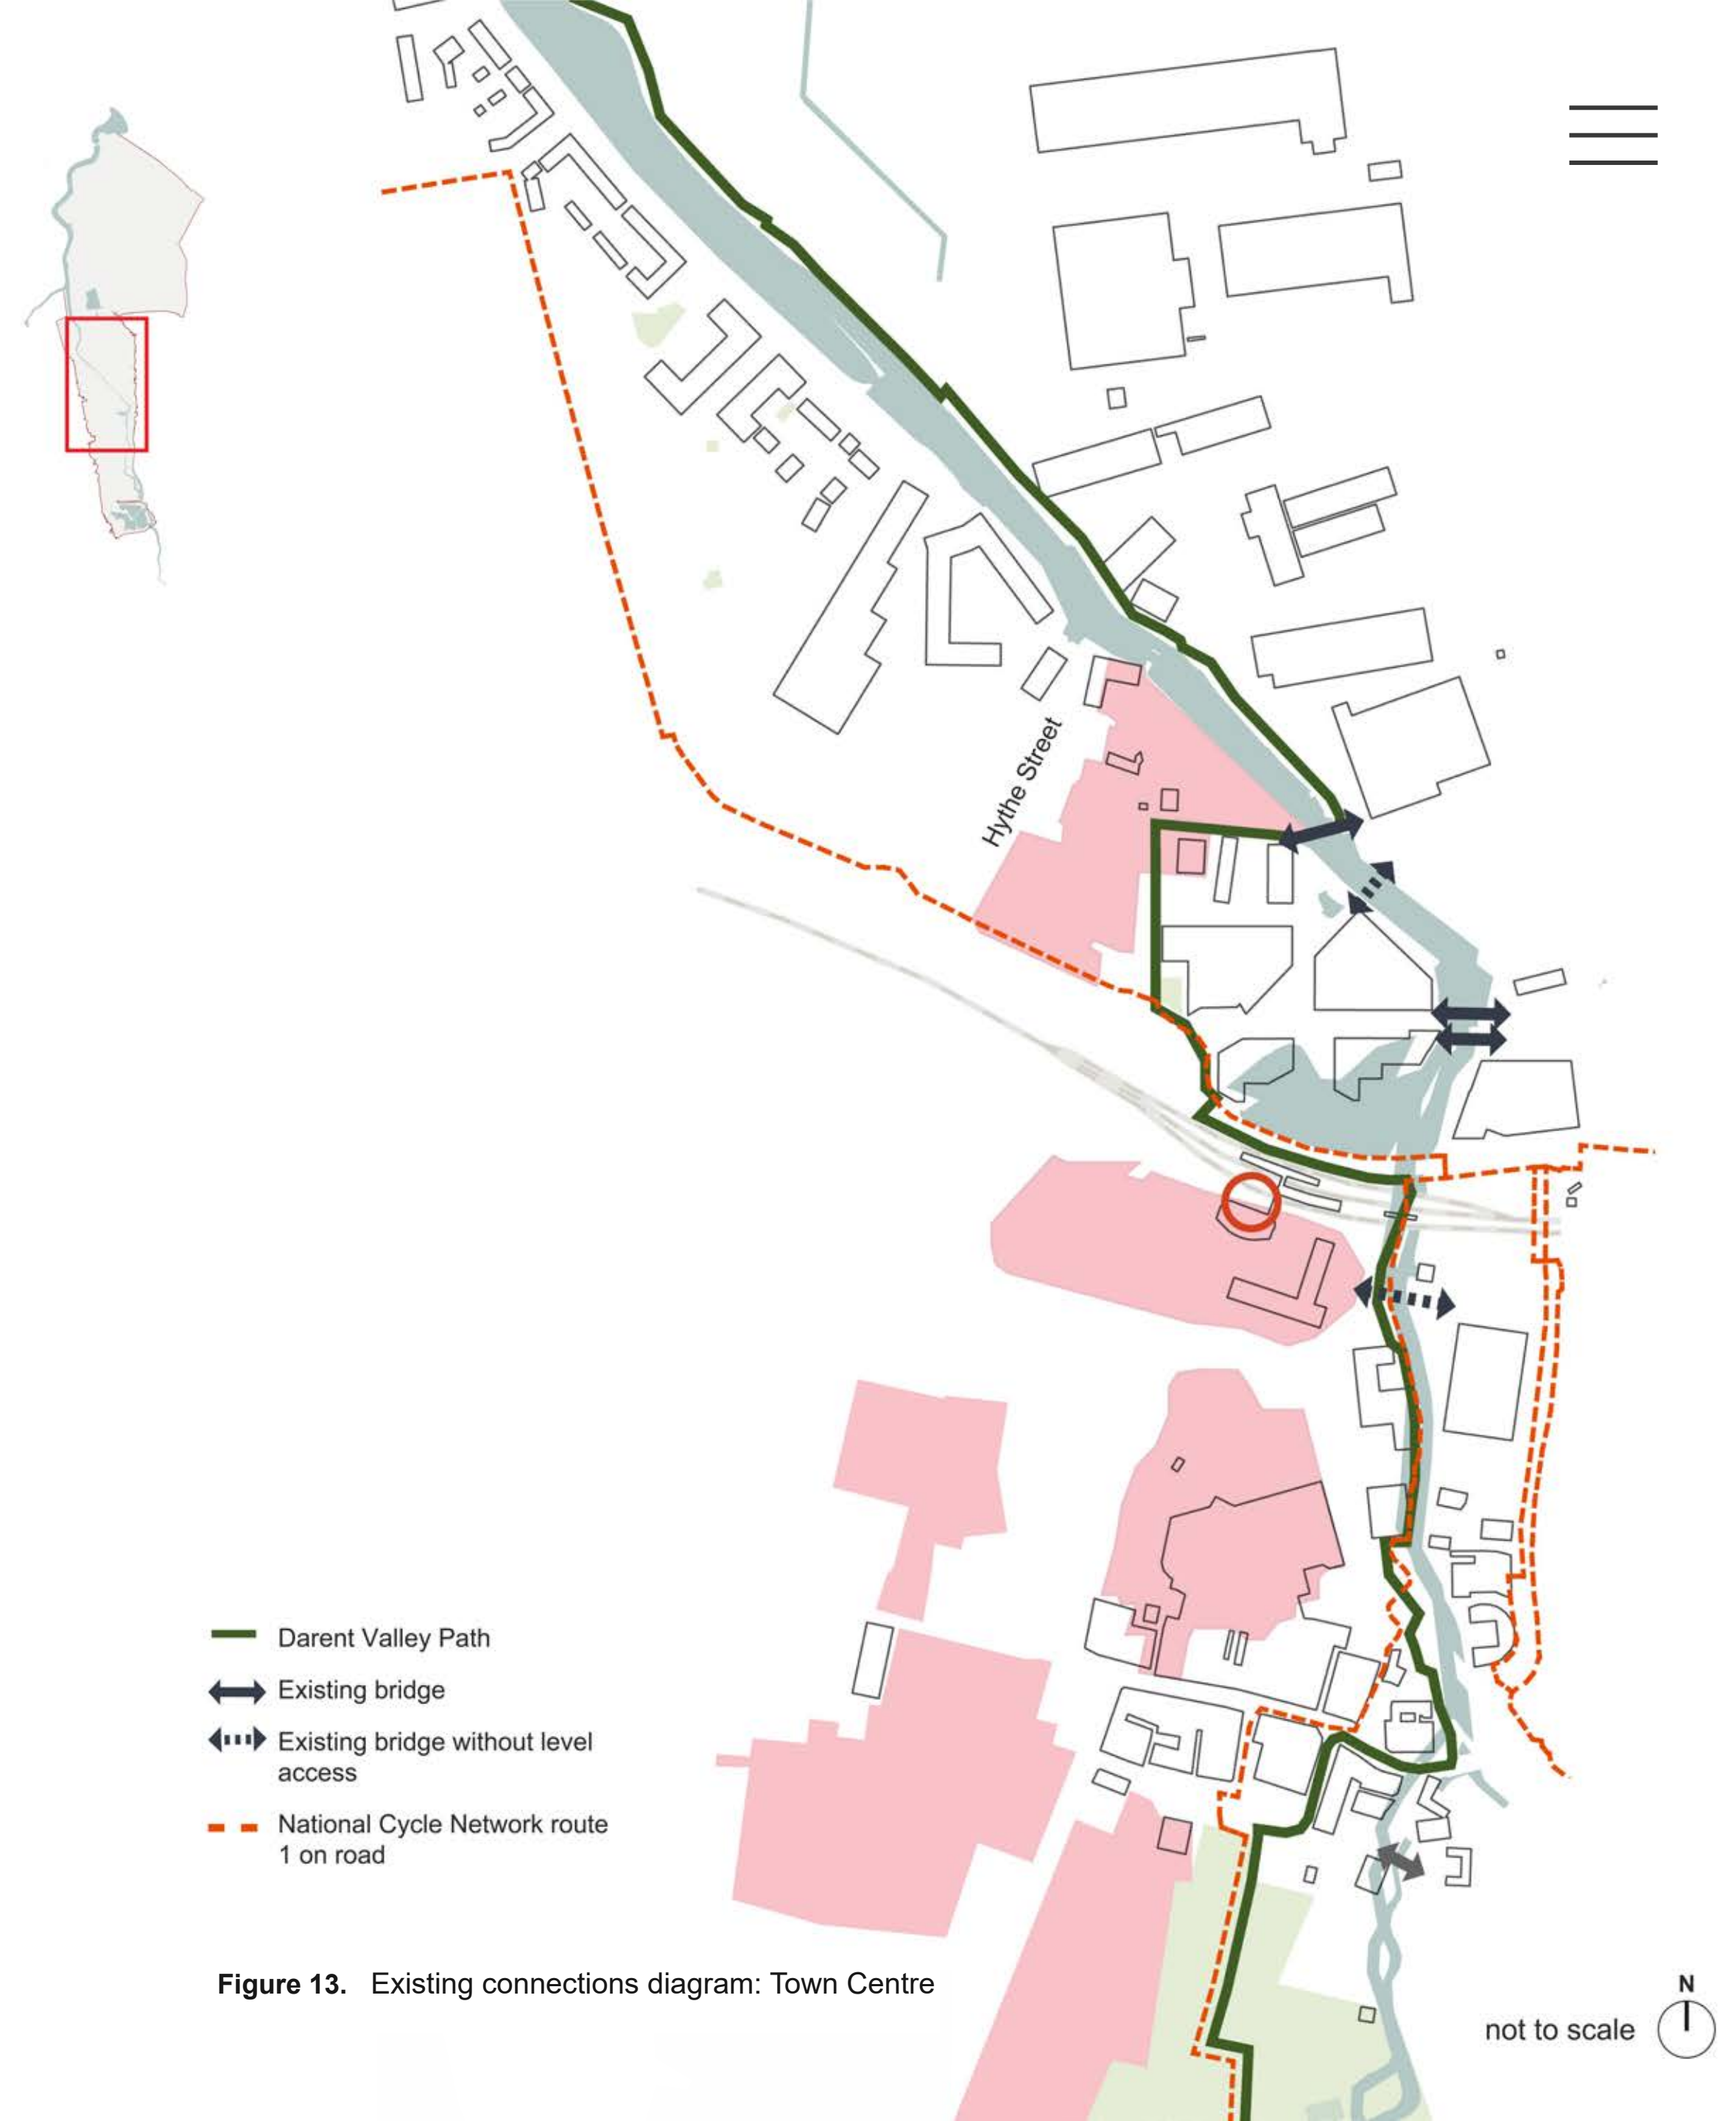 Hythe Street
Darent Valley Path
Existing bridge
Existing bridge without level
access
National Cycle Network route
1 on road
Figure 13. Existing connections diagram: Town Centre
N
not to scale